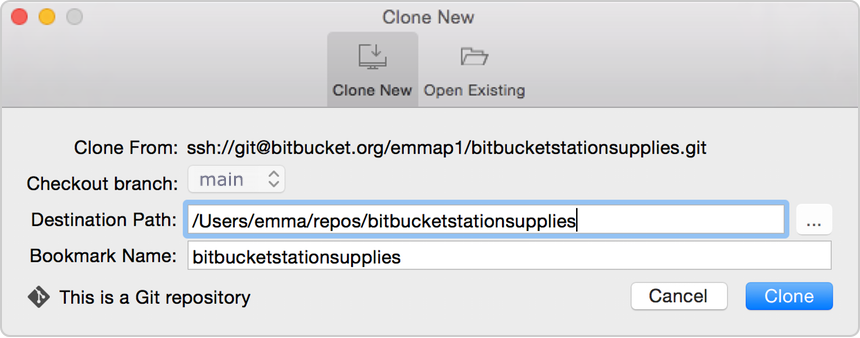 Clone New
Clone New Open Existing
Clone From: ssh://git@bitbucket.org/emmap1/bitbucketstationsupplies.git
Checkout branch: main
Destination Path: /Users/emma/repos/bitbucketstationsupplies ...
Bookmark Name: bitbucketstationsupplies
This is a Git repository Cancel Clone